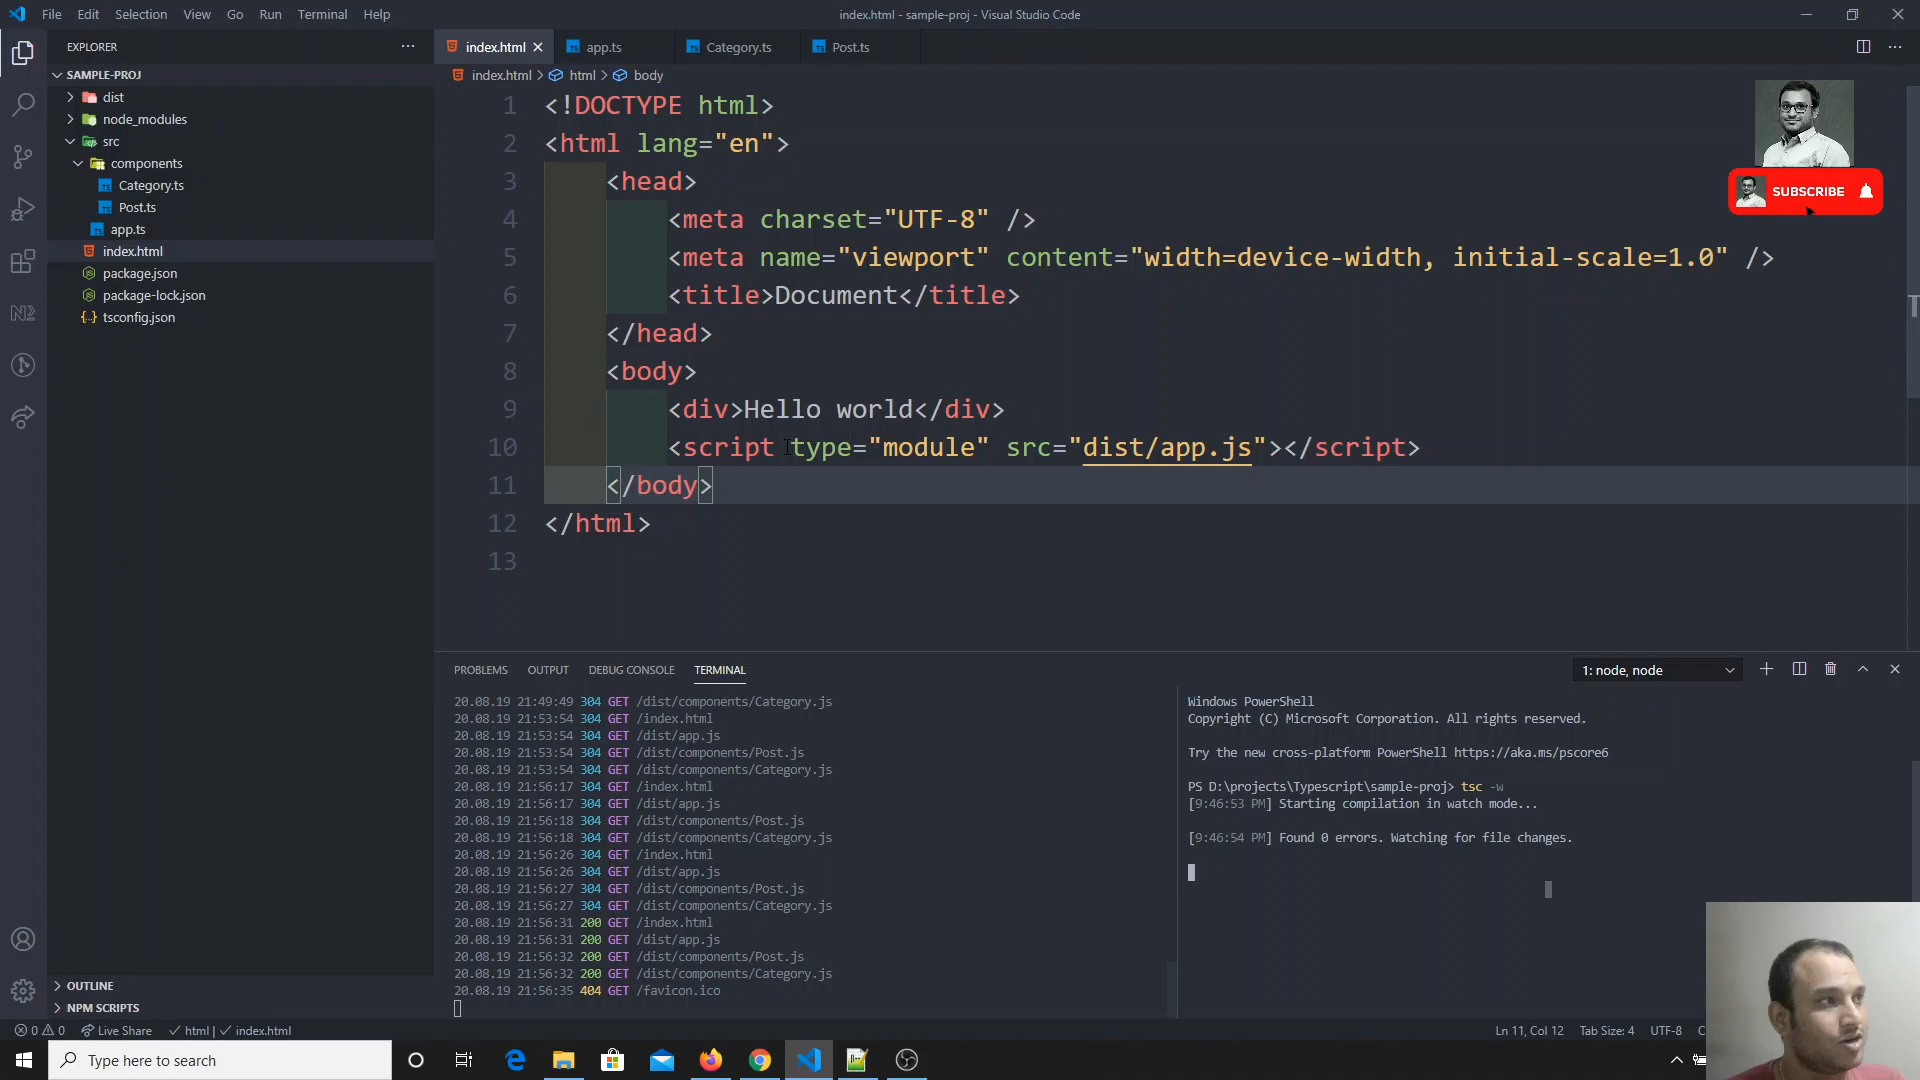 File Edit Selection View Go Run Terminal Help
index.html - sample-proj - Visual Studio Code
EXPLORER
SAMPLE-PROJ
dist
node_modules
src
components
Category.ts
Post.ts
app.ts
index.html
package.json
package-lock.json
tsconfig.json
OUTLINE
NPM SCRIPTS
index.html app.ts Category.ts Post.ts
index.html > html > body
1 <!DOCTYPE html>
2 <html lang="en">
3 <head>
4 <meta charset="UTF-8" />
5 <meta name="viewport" content="width=device-width, initial-scale=1.0" />
6 <title>Document</title>
7 </head>
8 <body>
9 <div>Hello world</div>
10 <script type="module" src="dist/app.js"></script>
11 </body>
12 </html>
13
SUBSCRIBE
PROBLEMS OUTPUT DEBUG CONSOLE TERMINAL
1: node, node
20.08.19 21:49:49 304 GET /dist/components/Category.js
20.08.19 21:53:54 304 GET /index.html
20.08.19 21:53:54 304 GET /dist/app.js
20.08.19 21:53:54 304 GET /dist/components/Post.js
20.08.19 21:53:54 304 GET /dist/components/Category.js
20.08.19 21:56:17 304 GET /index.html
20.08.19 21:56:17 304 GET /dist/app.js
20.08.19 21:56:18 304 GET /dist/components/Post.js
20.08.19 21:56:18 304 GET /dist/components/Category.js
20.08.19 21:56:26 304 GET /index.html
20.08.19 21:56:26 304 GET /dist/app.js
20.08.19 21:56:27 304 GET /dist/components/Post.js
20.08.19 21:56:27 304 GET /dist/components/Category.js
20.08.19 21:56:31 200 GET /index.html
20.08.19 21:56:31 200 GET /dist/app.js
20.08.19 21:56:32 200 GET /dist/components/Post.js
20.08.19 21:56:32 200 GET /dist/components/Category.js
20.08.19 21:56:35 404 GET /favicon.ico
Windows PowerShell
Copyright (C) Microsoft Corporation. All rights reserved.
Try the new cross-platform PowerShell https://aka.ms/pscore6
PS D:\projects\Typescript\sample-proj> tsc -w
[9:46:53 PM] Starting compilation in watch mode...
[9:46:54 PM] Found 0 errors. Watching for file changes.
0 0 Live Share html | index.html
Ln 11, Col 12 Tab Size: 4 UTF-8 C
Type here to search